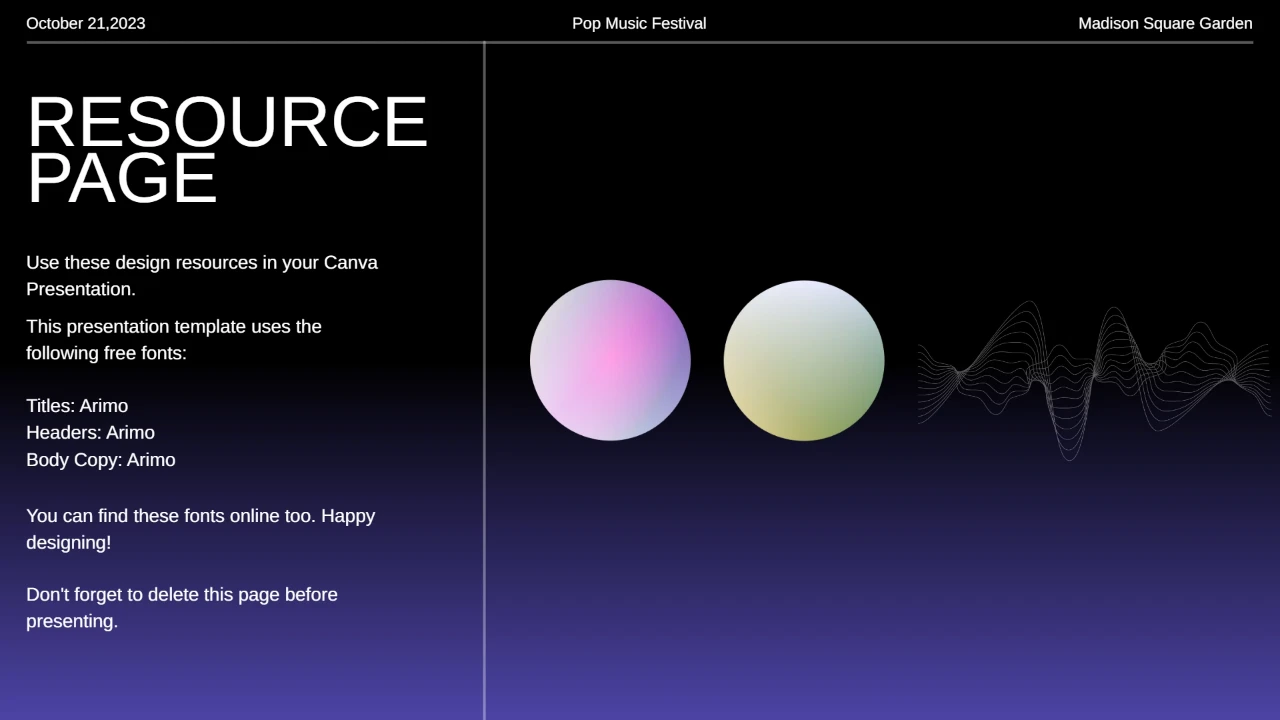 October 21,2023
Pop Music Festival
Madison Square Garden
RESOURCE
PAGE
Use these design resources in your Canva
Presentation.
This presentation template uses the
following free fonts:
Titles: Arimo
Headers: Arimo
Body Copy: Arimo
You can find these fonts online too. Happy
designing!
Don't forget to delete this page before
presenting.